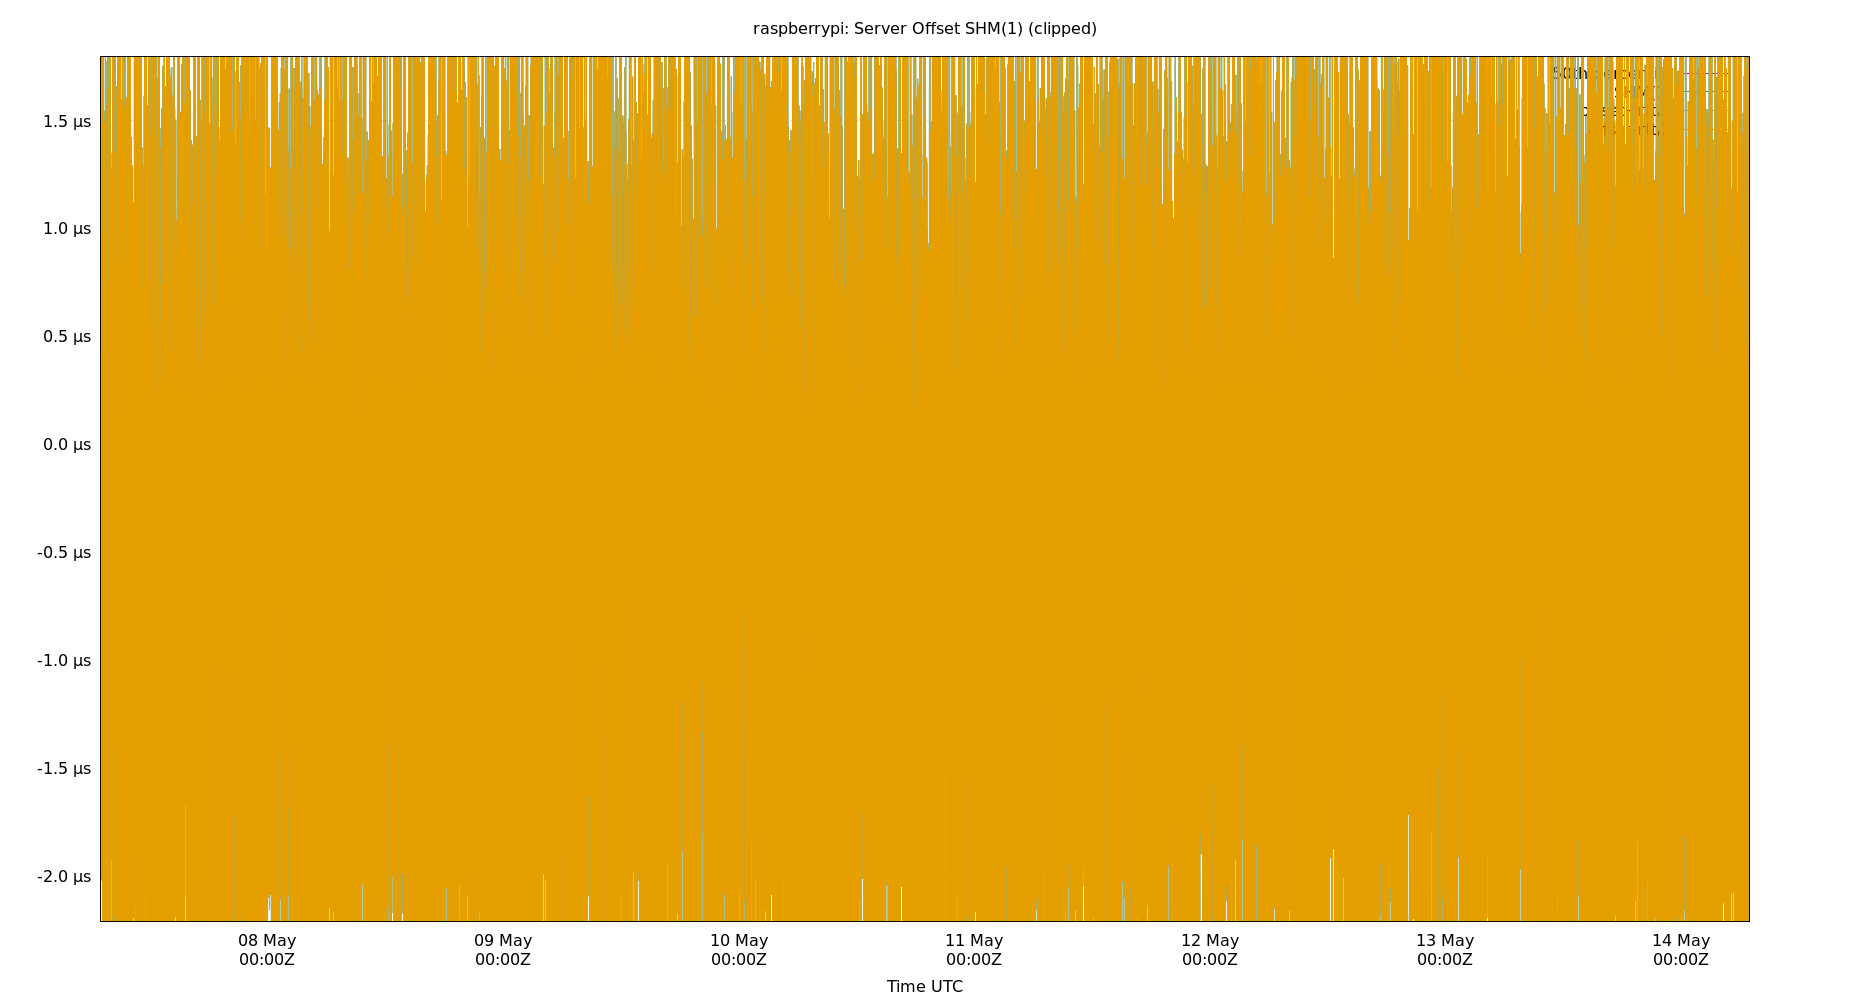 raspberrypi: Server Offset SHM(1) (clipped)
1.5 µs
1.0 µs
0.5 µs
0.0 µs
-0.5 µs
-1.0 µs
-1.5 µs
-2.0 µs
08 May 09 May 10 May 11 May 12 May 13 May 14 May
00:00Z 00:00Z 00:00Z 00:00Z 00:00Z 00:00Z 00:00Z
Time UTC